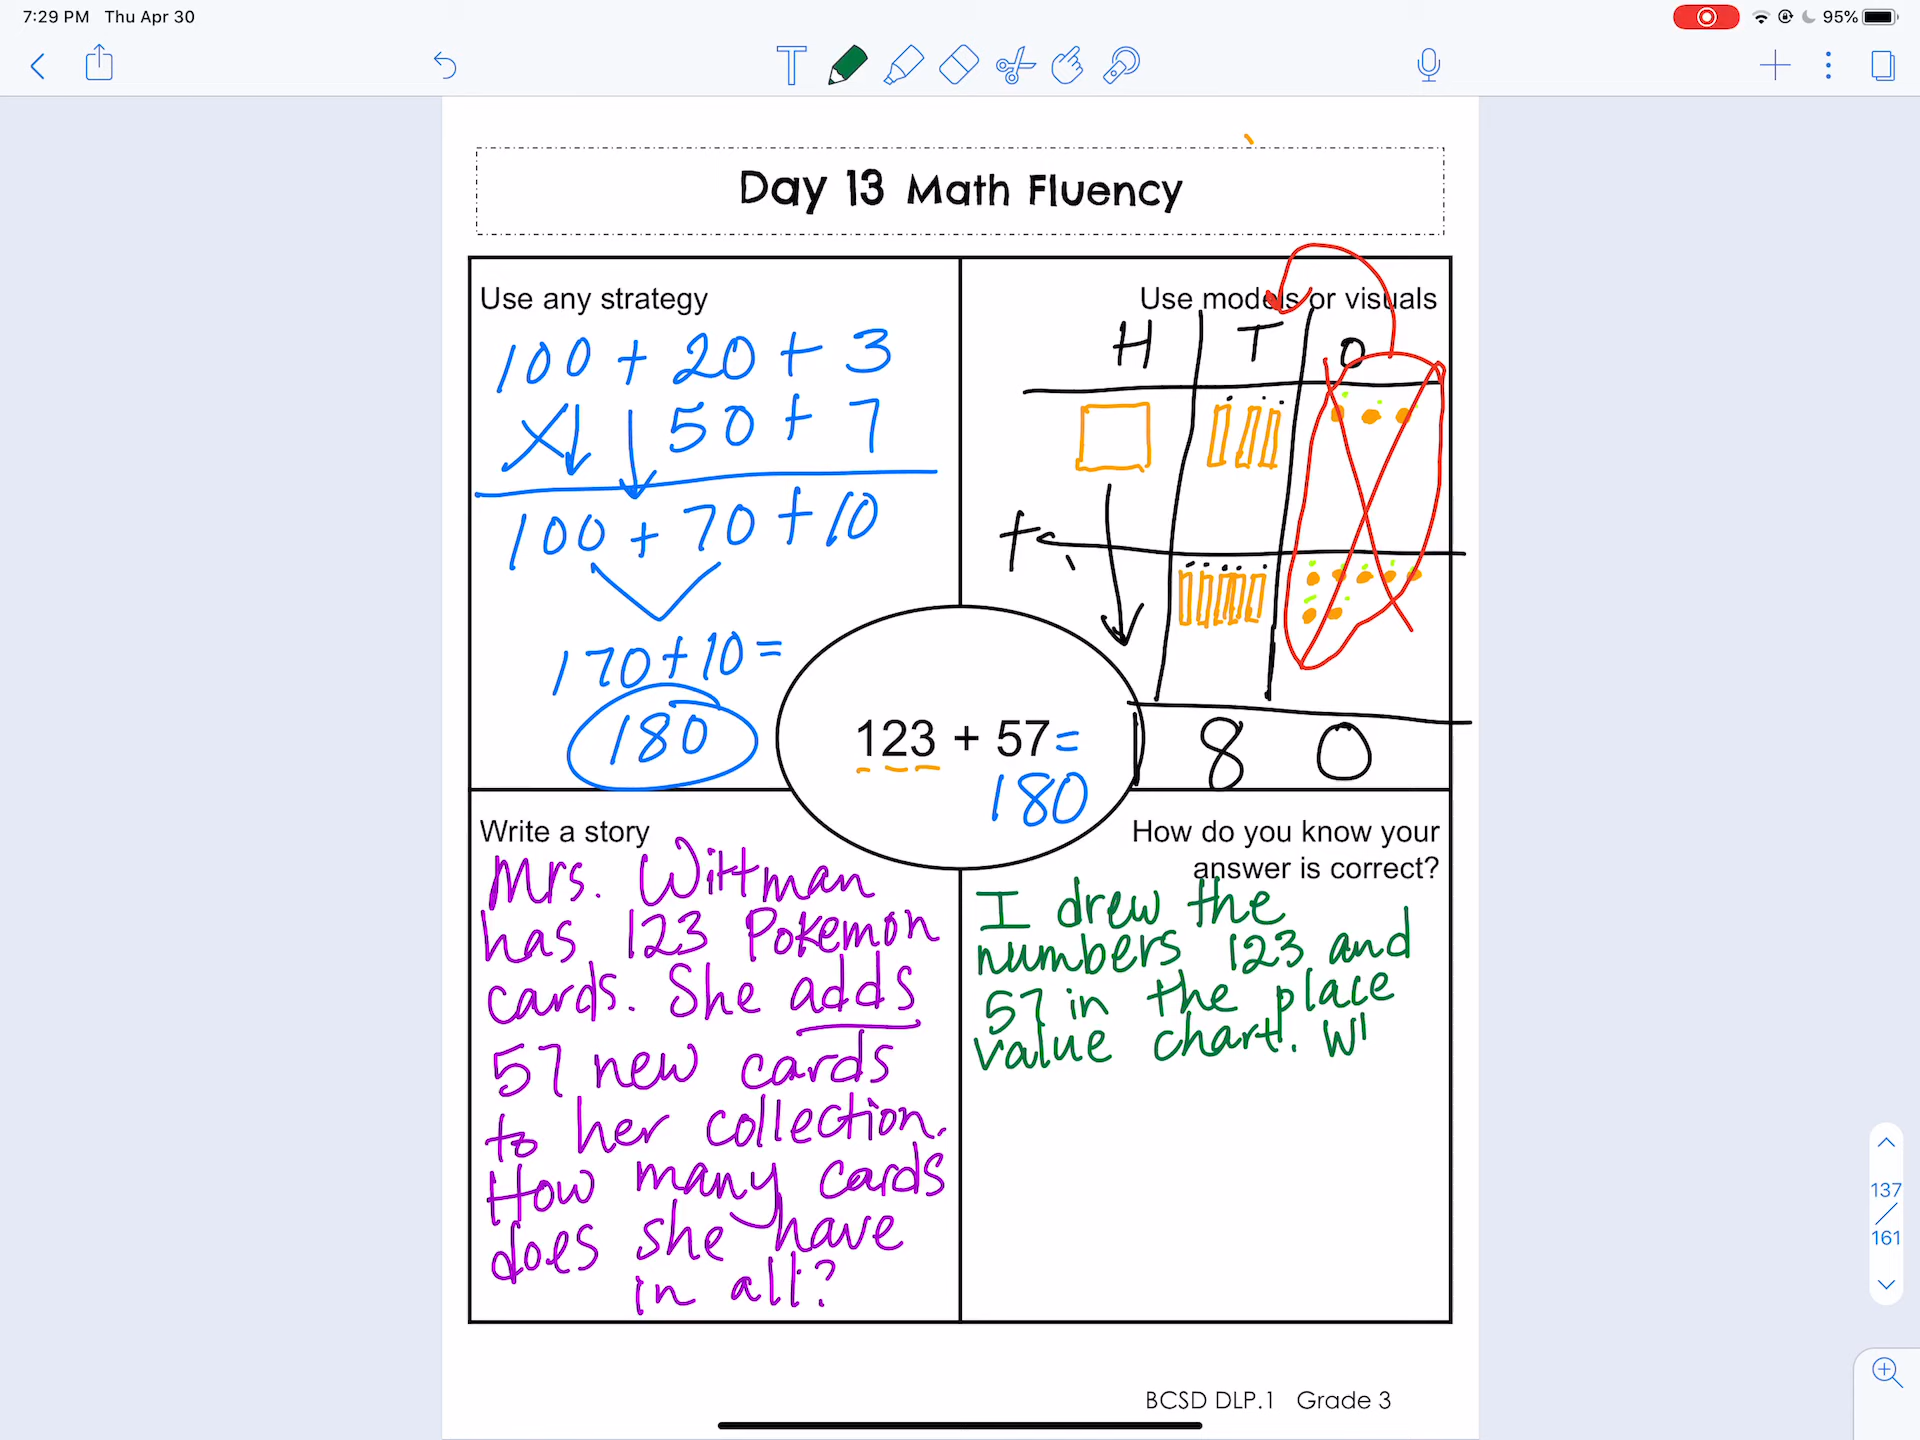 7:29 PM Thu Apr 30
95%
Day 13 Math Fluency
Use any strategy
100 + 20 + 3
50 + 7
100 + 70 + 10
170 + 10 =
180
Use models or visuals
H T O
+
1 8 0
123 + 57 =
180
Write a story
Mrs. Wittman
has 123 Pokemon
cards. She adds
57 new cards
to her collection.
How many cards
does she have
in all?
How do you know your
answer is correct?
I drew the
numbers 123 and
57 in the place
value chart. W
137
/
161
BCSD DLP.1 Grade 3